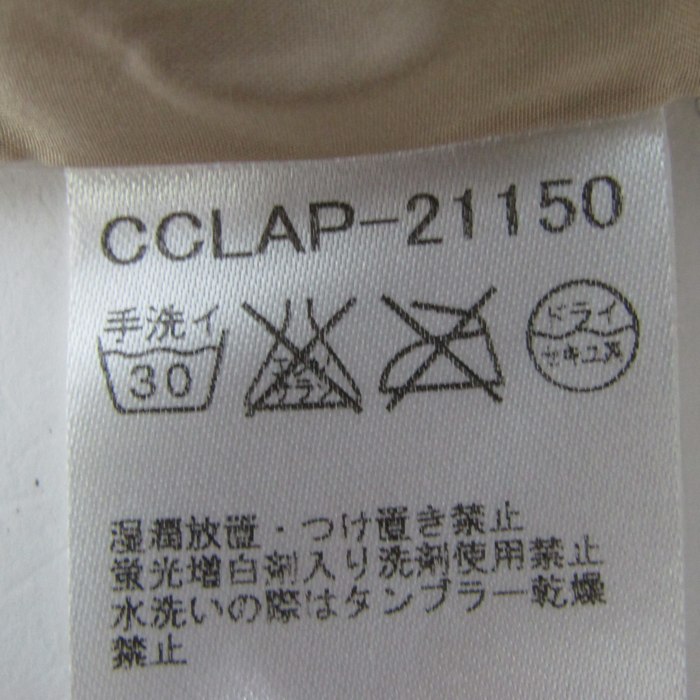 CCLAP-21150
手洗イ 30 エンソサラシ ドライ セキユ系
湿潤放置・つけ置き禁止
蛍光増白剤入り洗剤使用禁止
水洗いの際はタンブラー乾燥
禁止